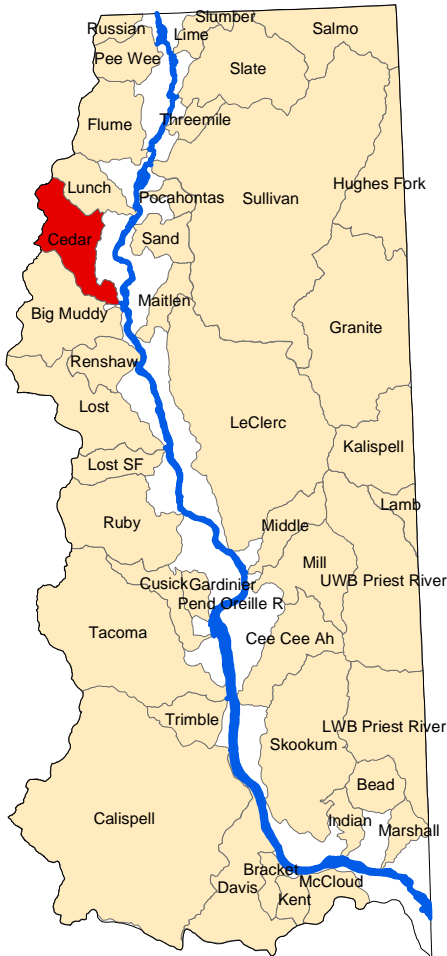 Slumber
Russian
Lime
Salmo
Pee Wee
Slate
Flume
Threemile
Lunch
Hughes Fork
Pocahontas
Sullivan
Cedar
Sand
Maitlen
Big Muddy
Granite
Renshaw
Lost
LeClerc
Kalispell
Lost SF
Lamb
Ruby
Middle
Mill
Cusick
Gardinier
UWB Priest River
Pend Oreille R
Tacoma
Cee Cee Ah
Trimble
LWB Priest River
Skookum
Bead
Calispell
Indian
Marshall
Bracket
McCloud
Davis
Kent